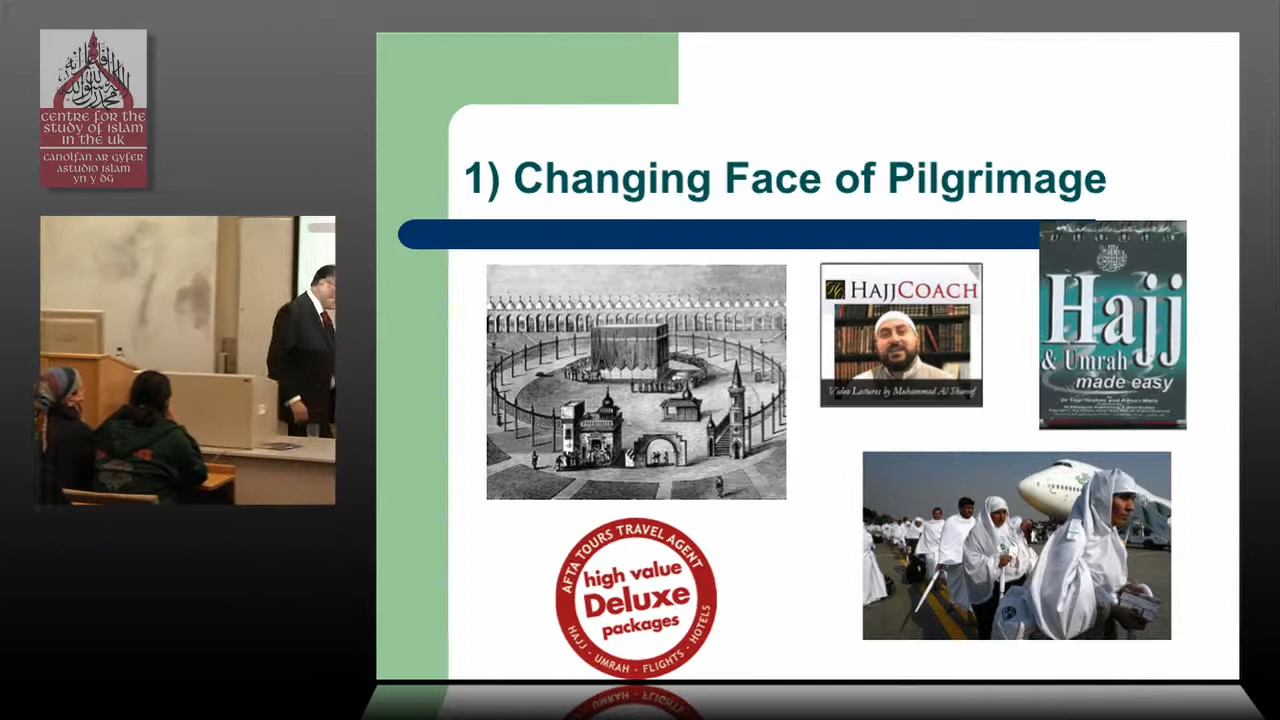 centre for the
study of islam
in the uk
canolfan ar gyfer
astudio islam
yn y dg
1) Changing Face of Pilgrimage
HAJJCOACH
Video Lectures by Muhammad Al Shareef
Hajj
& Umrah
made easy
AFTA TOURS TRAVEL AGENT
high value
Deluxe
packages
HAJJ - UMRAH - FLIGHTS - HOTELS